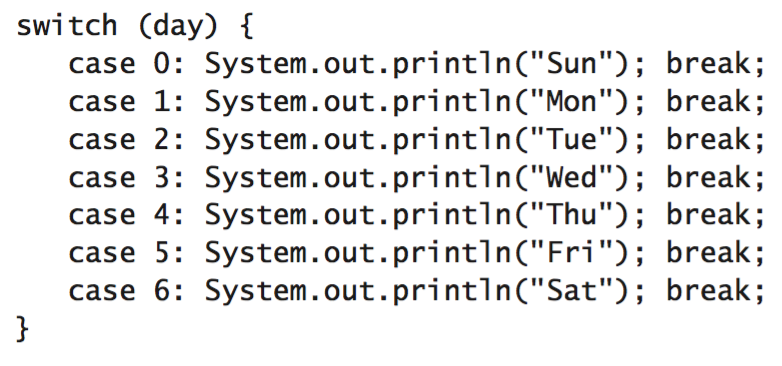 switch (day) {
   case 0: System.out.println("Sun"); break;
   case 1: System.out.println("Mon"); break;
   case 2: System.out.println("Tue"); break;
   case 3: System.out.println("Wed"); break;
   case 4: System.out.println("Thu"); break;
   case 5: System.out.println("Fri"); break;
   case 6: System.out.println("Sat"); break;
}